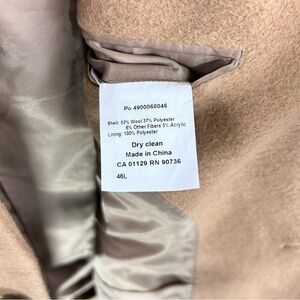 Po 4900068046
Shell: 52% Wool 37% Polyester
6% Other Fibers 5% Acrylic
Lining: 100% Polyester
Dry clean
Made in China
CA 01129 RN 90736
46L